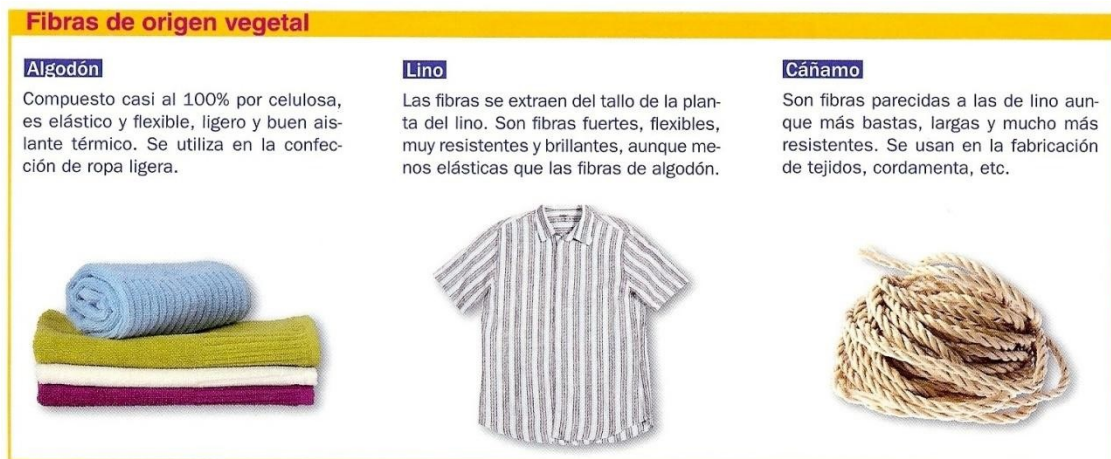 Fibras de origen vegetal
Algodón
Compuesto casi al 100% por celulosa,
es elástico y flexible, ligero y buen ais-
lante térmico. Se utiliza en la confec-
ción de ropa ligera.
Lino
Las fibras se extraen del tallo de la plan-
ta del lino. Son fibras fuertes, flexibles,
muy resistentes y brillantes, aunque me-
nos elásticas que las fibras de algodón.
Cáñamo
Son fibras parecidas a las de lino aun-
que más bastas, largas y mucho más
resistentes. Se usan en la fabricación
de tejidos, cordamenta, etc.